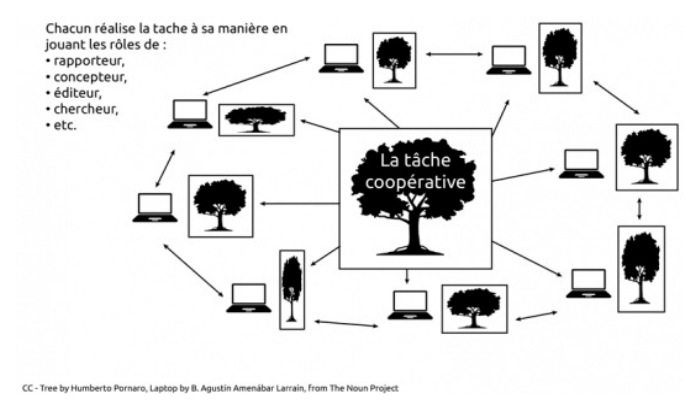 Chacun réalise la tache à sa manière en
jouant les rôles de :
• rapporteur,
• concepteur,
• éditeur,
• chercheur,
• etc.
La tâche
coopérative
CC - Tree by Humberto Pornaro, Laptop by B. Agustín Amenábar Larraín, from The Noun Project